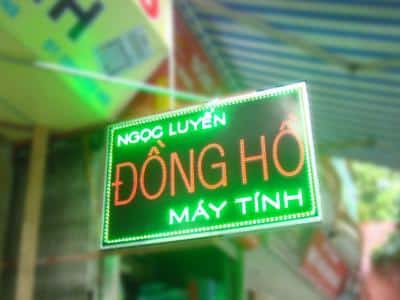 NGỌC LUYẾN
ĐỒNG HỒ
MÁY TÍNH